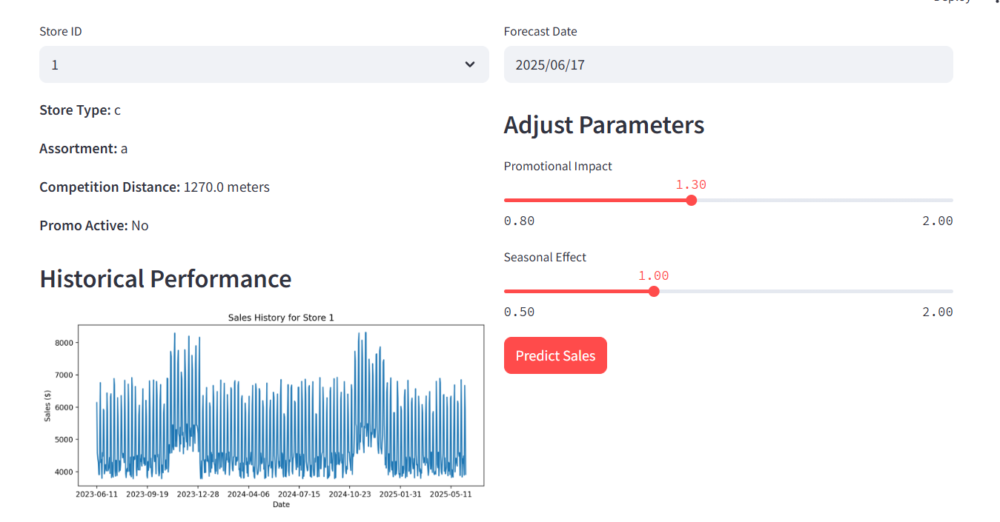 Deploy
Store ID
1
Store Type: c
Assortment: a
Competition Distance: 1270.0 meters
Promo Active: No
Historical Performance
Sales History for Store 1
8000
7000
6000
5000
4000
Sales ($)
2023-06-11 2023-09-19 2023-12-28 2024-04-06 2024-07-15 2024-10-23 2025-01-31 2025-05-11
Date
Forecast Date
2025/06/17
Adjust Parameters
Promotional Impact
1.30
0.80 2.00
Seasonal Effect
1.00
0.50 2.00
Predict Sales